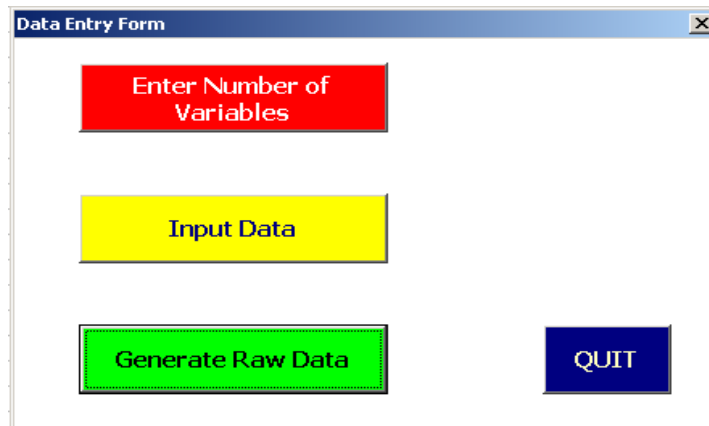 Data Entry Form
Enter Number of
Variables
Input Data
Generate Raw Data
QUIT